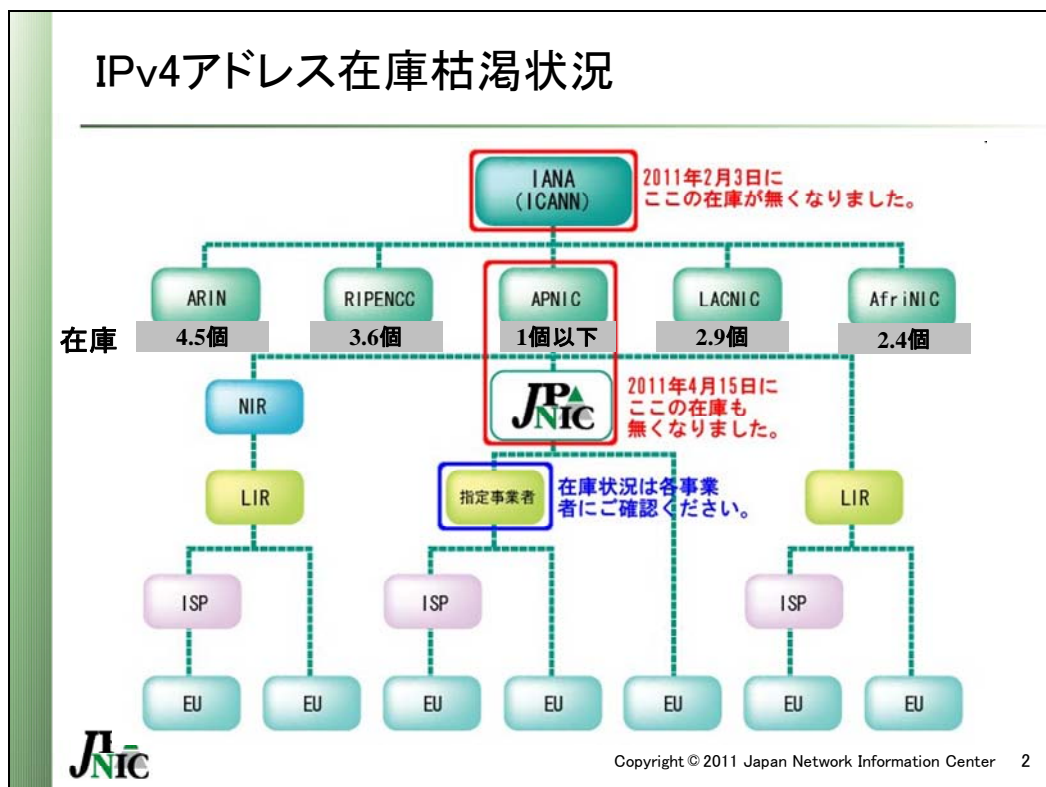 IPv4アドレス在庫枯渇状況
IANA
(ICANN)
2011年2月3日に
ここの在庫が無くなりました。
ARIN
RIPENCC
APNIC
LACNIC
AfriNIC
在庫
4.5個
3.6個
1個以下
2.9個
2.4個
NIR
JPNIC
2011年4月15日に
ここの在庫も
無くなりました。
LIR
指定事業者
在庫状況は各事業
者にご確認ください。
LIR
ISP
ISP
ISP
EU
EU
EU
EU
EU
EU
EU
JPNIC
Copyright © 2011 Japan Network Information Center
2